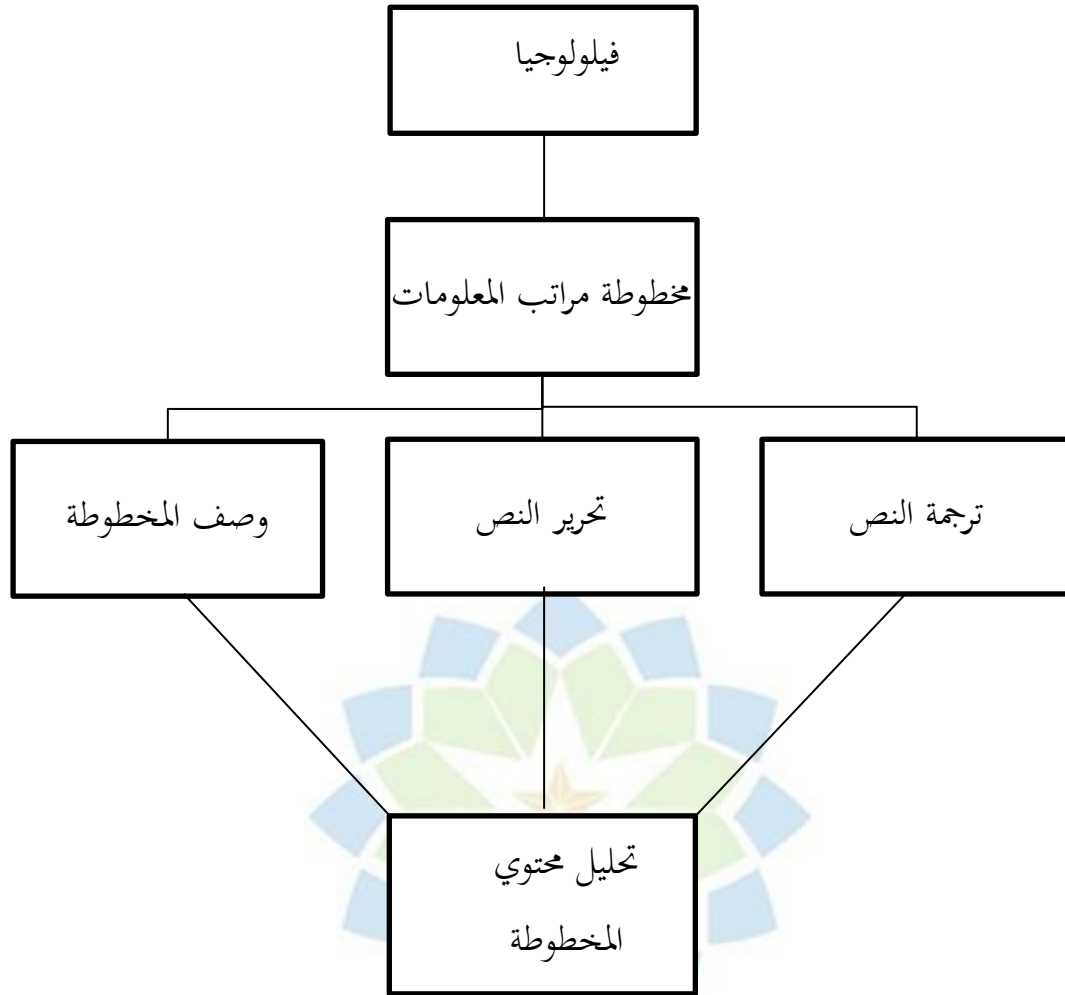 فيلولوجيا
مخطوطة مراتب المعلومات
ترجمة النص
تحرير النص
وصف المخطوطة
تحليل محتوي
المخطوطة